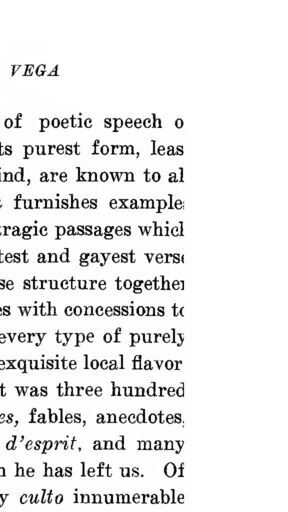 VEGA
of poetic speech o
ts purest form, leas
ind, are known to al
furnishes example
tragic passages which
test and gayest verse
se structure together
es with concessions to
every type of purely
exquisite local flavor
t was three hundred
es, fables, anecdotes,
d'esprit, and many
n he has left us. Of
y culto innumerable